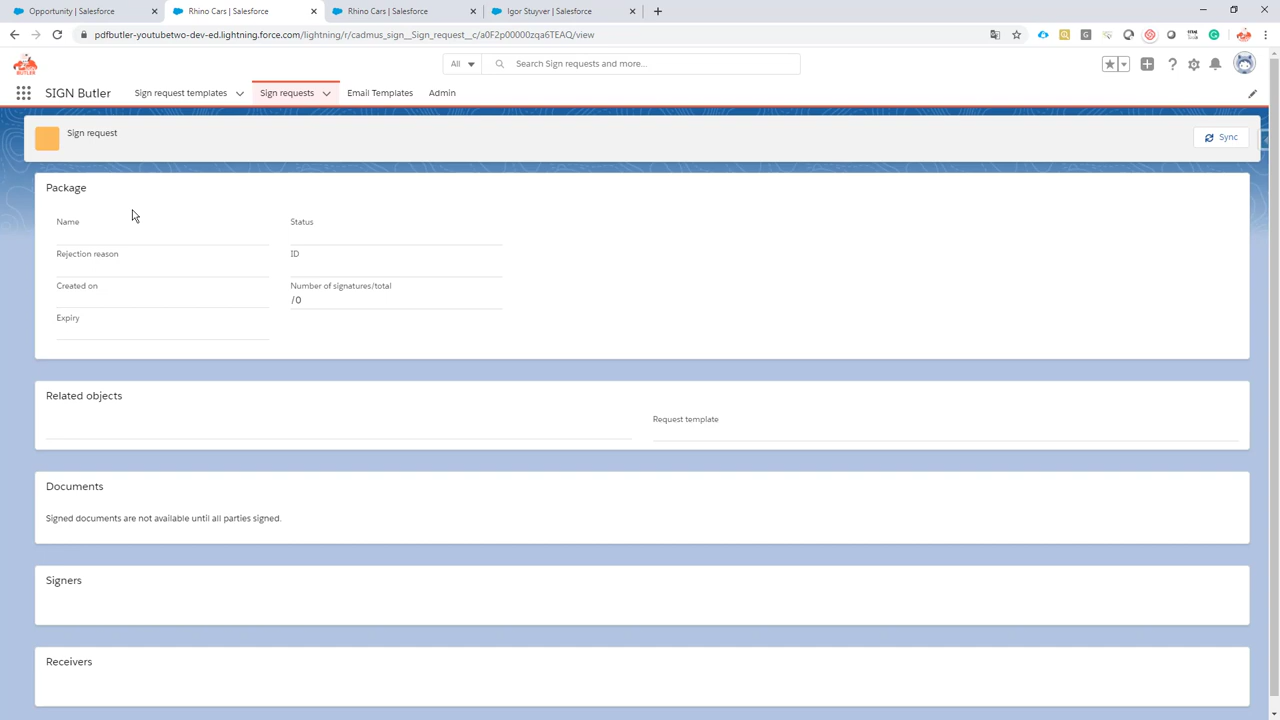 Opportunity | Salesforce
Rhino Cars | Salesforce
Rhino Cars | Salesforce
Igor Stuyver | Salesforce
pdfbutler-youtubetwo-dev-ed.lightning.force.com/lightning/r/cadmus_sign__Sign_request__c/a0F2p00000zqa6TEAQ/view
All
Search Sign requests and more...
SIGN Butler
Sign request templates
Sign requests
Email Templates
Admin
Sign request
Sync
Package
Name
Status
Rejection reason
ID
Created on
Number of signatures/total
/0
Expiry
Related objects
Request template
Documents
Signed documents are not available until all parties signed.
Signers
Receivers